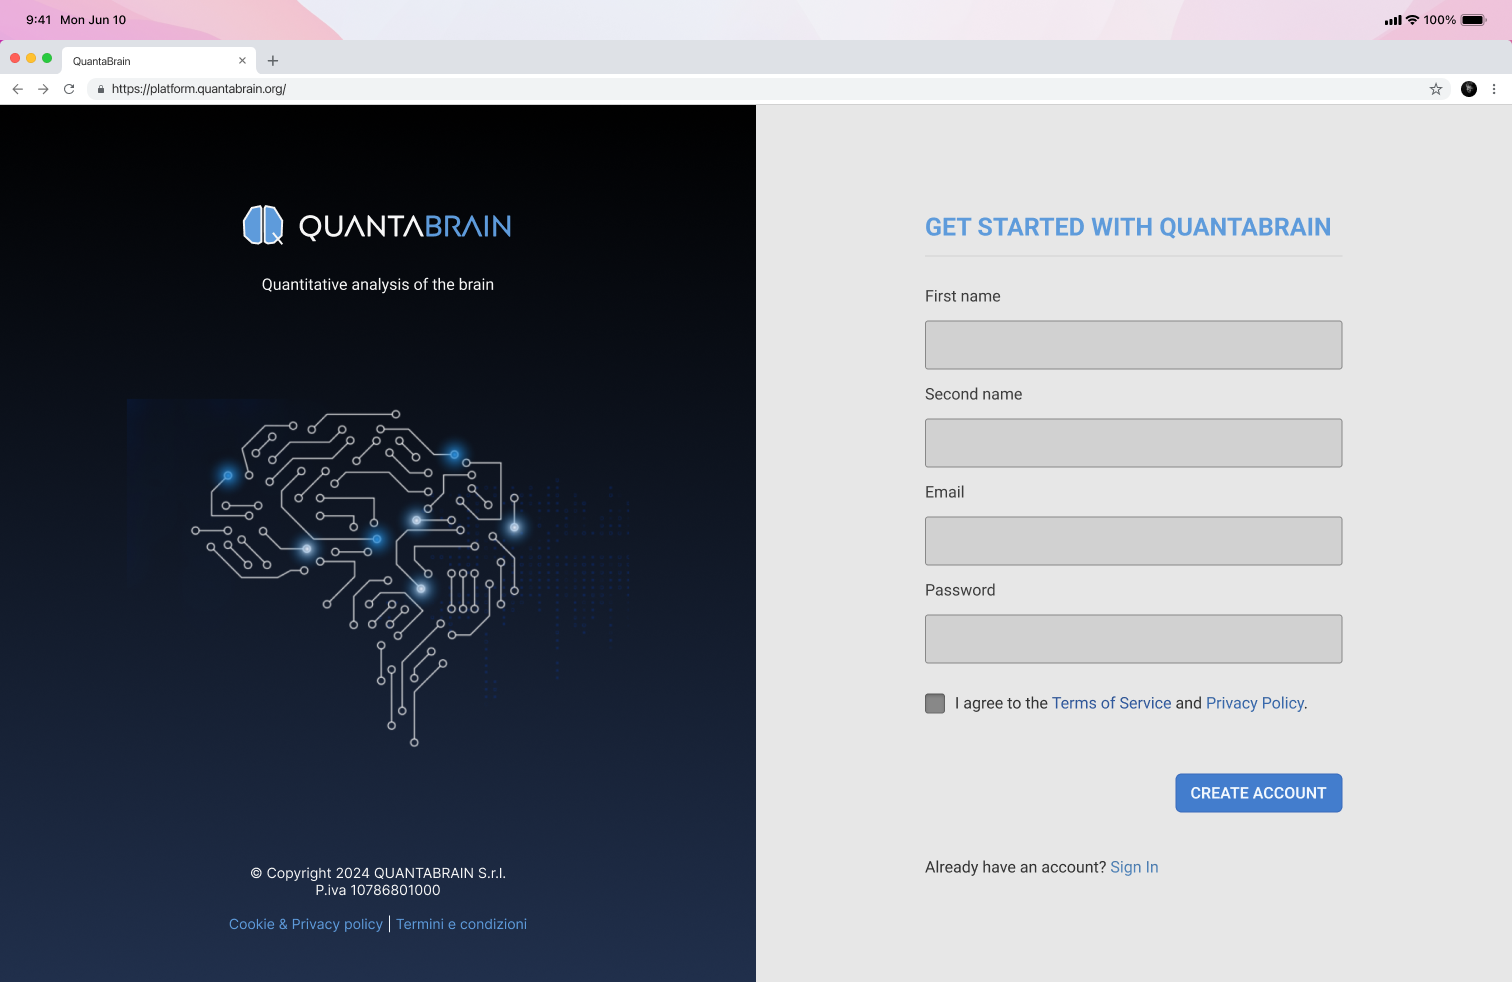 9:41 Mon Jun 10
100%
QuantaBrain
https://platform.quantabrain.org/
QUANTABRAIN
Quantitative analysis of the brain
© Copyright 2024 QUANTABRAIN S.r.l.
P.iva 10786801000
Cookie & Privacy policy | Termini e condizioni
GET STARTED WITH QUANTABRAIN
First name
Second name
Email
Password
I agree to the Terms of Service and Privacy Policy.
CREATE ACCOUNT
Already have an account? Sign In